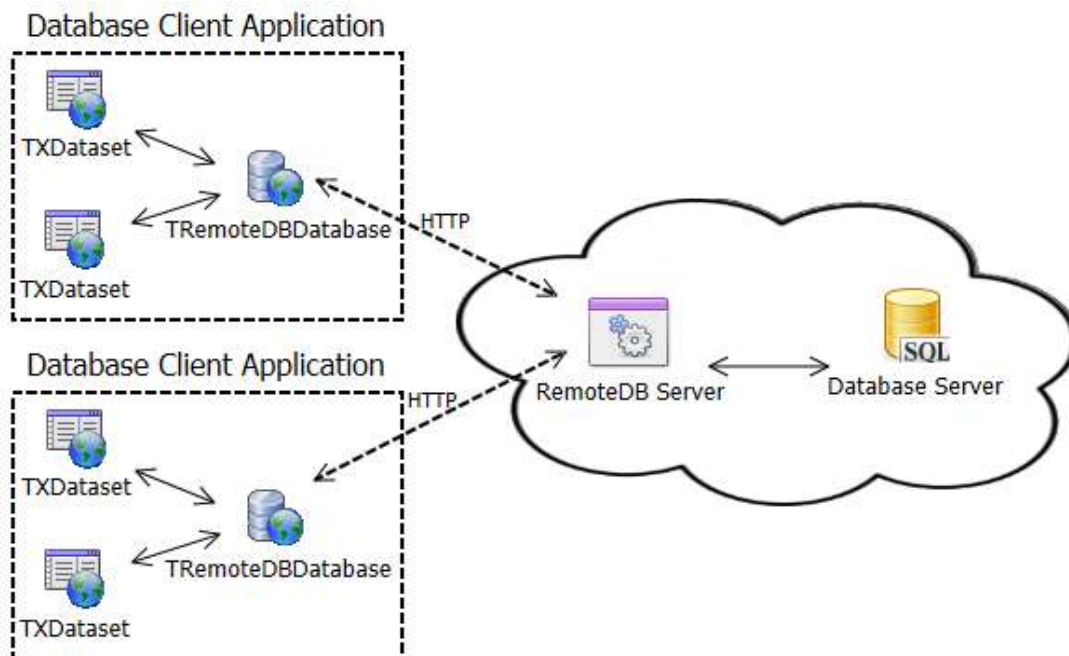 Database Client Application
TXDataset
TRemoteDBDatabase
TXDataset
HTTP
Database Client Application
TXDataset
TRemoteDBDatabase
TXDataset
HTTP
RemoteDB Server
SQL
Database Server